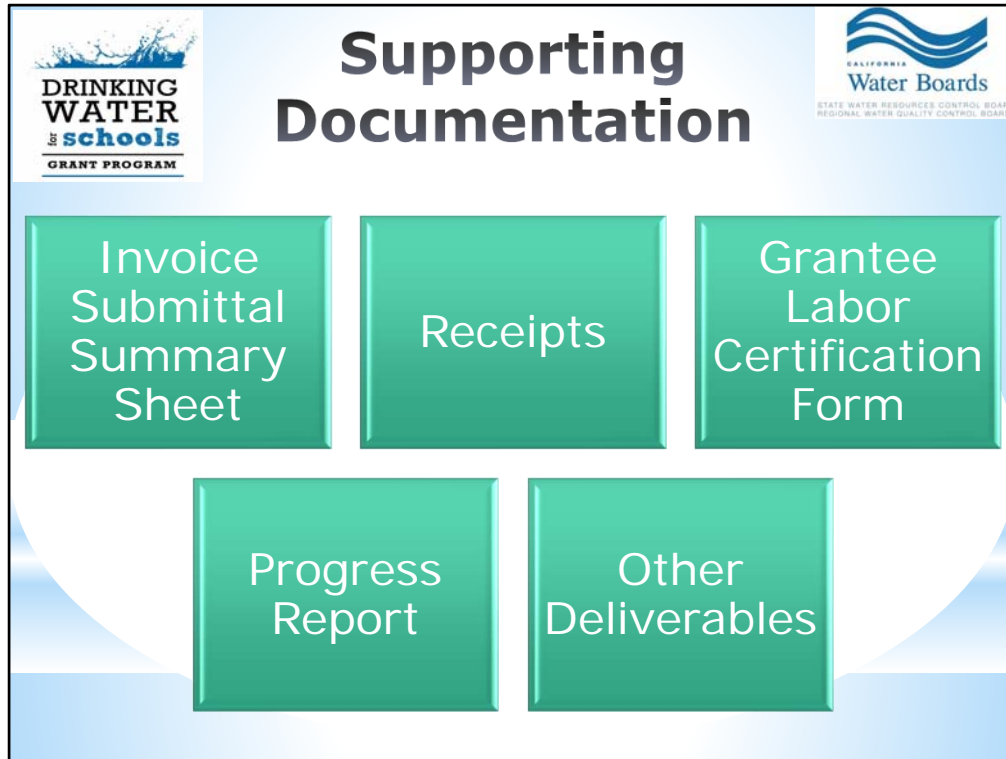 DRINKING
WATER
for schools
GRANT PROGRAM
Supporting
Documentation
CALIFORNIA
Water Boards
STATE WATER RESOURCES CONTROL BOAR
REGIONAL WATER QUALITY CONTROL BOARD
Invoice
Submittal
Summary
Sheet
Receipts
Grantee
Labor
Certification
Form
Progress
Report
Other
Deliverables